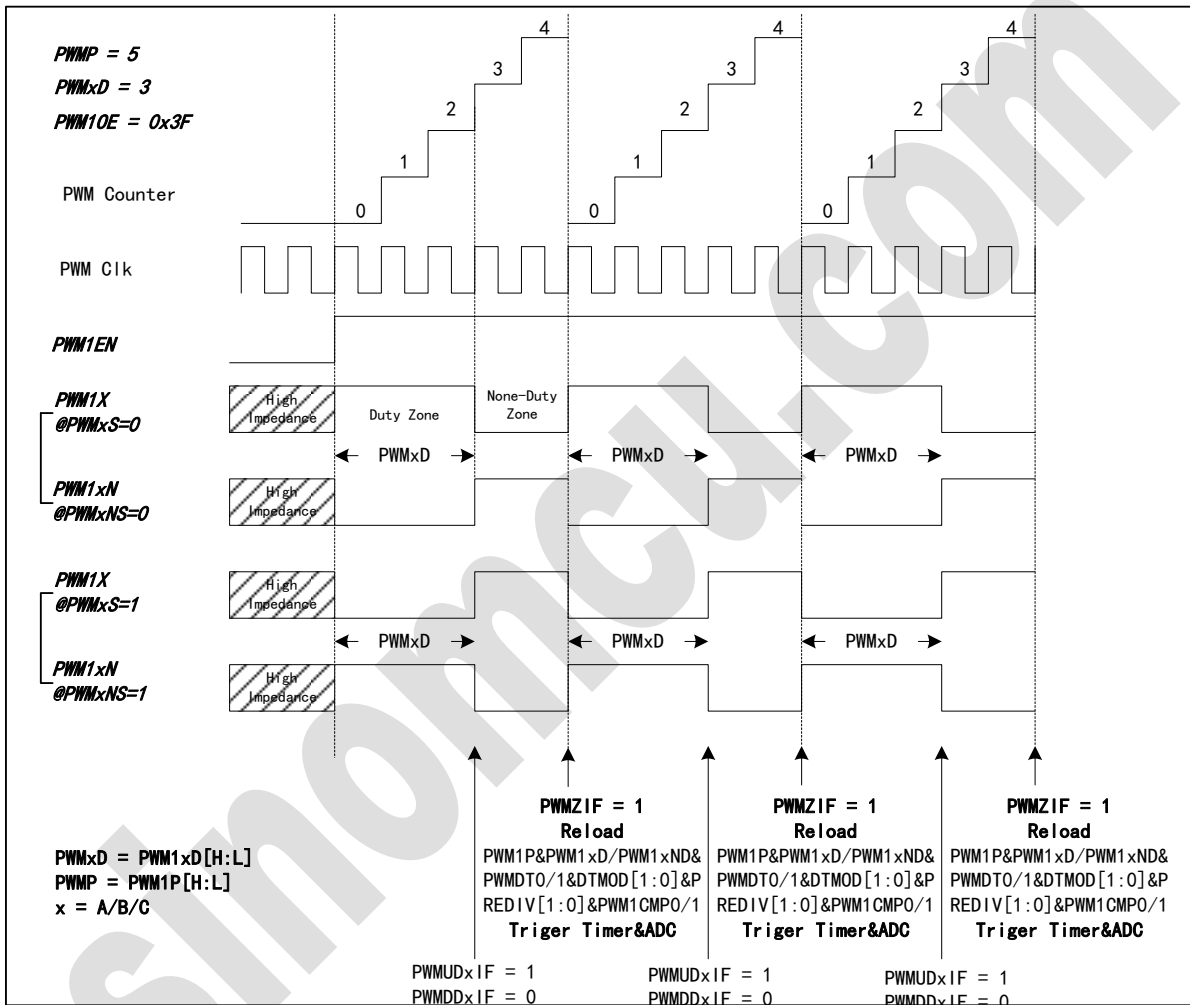 PWMP = 5
PWMxD = 3
PWM1OE = 0x3F
PWM Counter
0 1 2 3 4
0 1 2 3 4
0 1 2 3 4
PWM Clk
PWM1EN
PWM1X
@PWMxS=0
High
Impedance
Duty Zone
None-Duty
Zone
PWMxD PWMxD PWMxD
PWM1xN
@PWMxNS=0
High
Impedance
PWM1X
@PWMxS=1
High
Impedance
PWMxD PWMxD PWMxD
PWM1xN
@PWMxNS=1
High
Impedance
PWMxD = PWM1xD[H:L]
PWMP = PWM1P[H:L]
x = A/B/C
PWMZIF = 1
Reload
PWM1P&PWM1xD/PWM1xND&
PWMDT0/1&DTMOD[1:0]&P
REDIV[1:0]&PWM1CMP0/1
Triger Timer&ADC
PWMZIF = 1
Reload
PWM1P&PWM1xD/PWM1xND&
PWMDT0/1&DTMOD[1:0]&P
REDIV[1:0]&PWM1CMP0/1
Triger Timer&ADC
PWMZIF = 1
Reload
PWM1P&PWM1xD/PWM1xND&
PWMDT0/1&DTMOD[1:0]&P
REDIV[1:0]&PWM1CMP0/1
Triger Timer&ADC
PWMUDxIF = 1
PWMDDxIF = 0
PWMUDxIF = 1
PWMDDxIF = 0
PWMUDxIF = 1
PWMDDxIF = 0
sinomcu.com